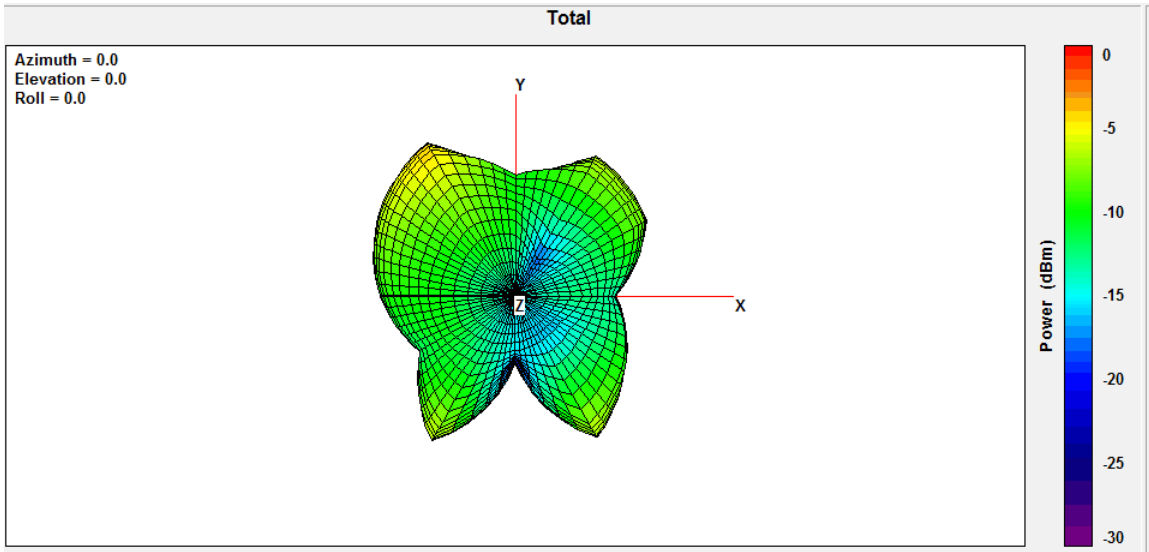 Total
Azimuth = 0.0
Elevation = 0.0
Roll = 0.0
Y
X
Z
0
-5
-10
-15
-20
-25
-30
Power (dBm)